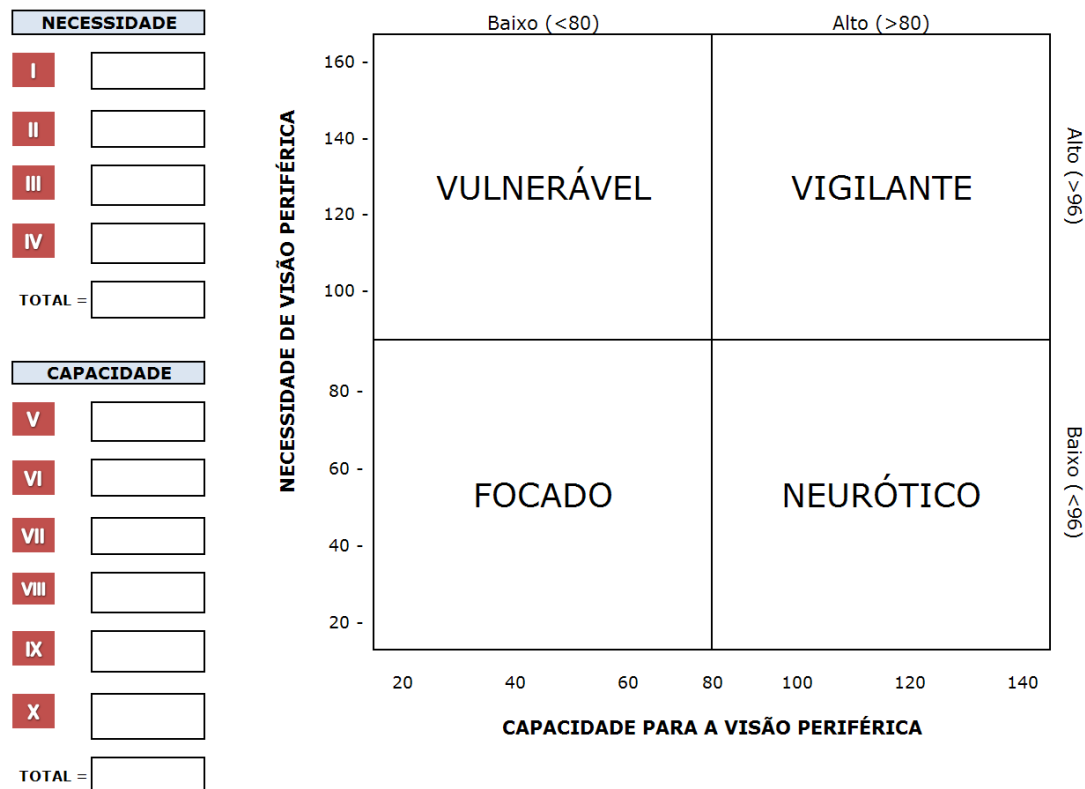 NECESSIDADE
I
II
III
IV
TOTAL =
CAPACIDADE
V
VI
VII
VIII
IX
X
TOTAL =
Baixo (<80)
Alto (>80)
NECESSIDADE DE VISÃO PERIFÉRICA
160 -
140 -
120 -
100 -
80 -
60 -
40 -
20 -
VULNERÁVEL
VIGILANTE
FOCADO
NEURÓTICO
Alto (>96)
Baixo (<96)
20 40 60 80 100 120 140
CAPACIDADE PARA A VISÃO PERIFÉRICA